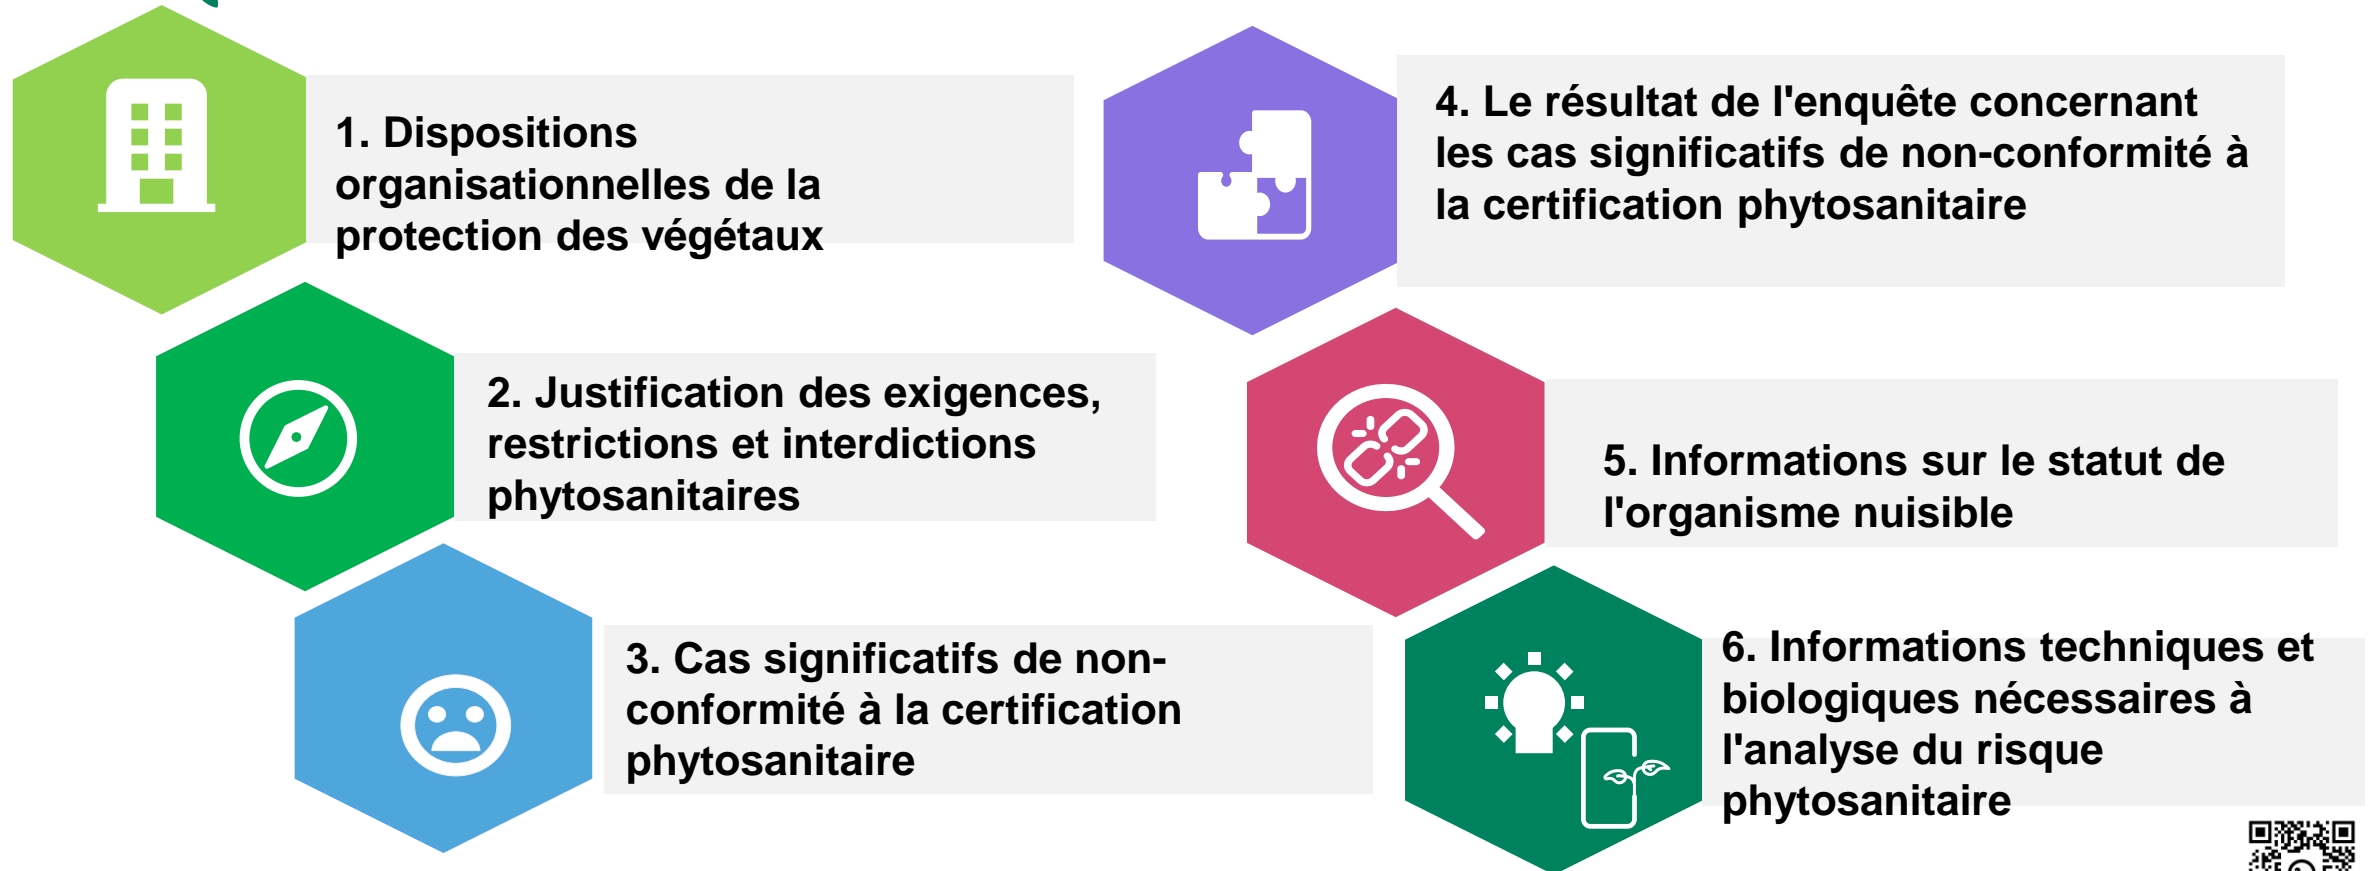 1. Dispositions
organisationnelles de la
protection des végétaux
2. Justification des exigences,
restrictions et interdictions
phytosanitaires
3. Cas significatifs de non-
conformité à la certification
phytosanitaire
4. Le résultat de l'enquête concernant
les cas significatifs de non-conformité à
la certification phytosanitaire
5. Informations sur le statut de
l'organisme nuisible
6. Informations techniques et
biologiques nécessaires à
l'analyse du risque
phytosanitaire